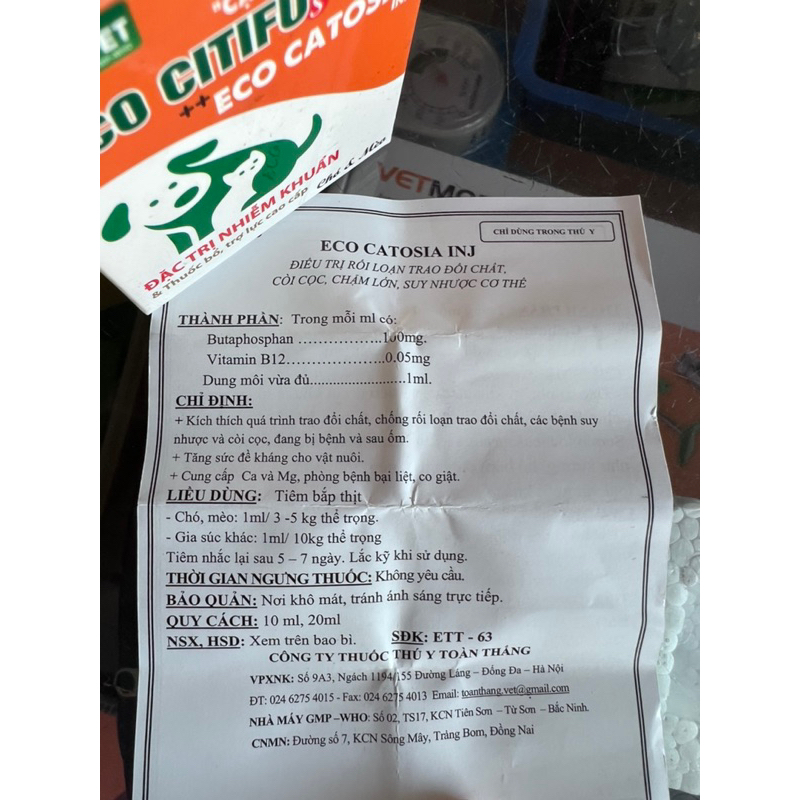 VET
CITIFU
++ ECO CATOSIA
ĐẶC TRỊ NHIỄM KHUẨN
& Thuốc bổ, trợ lực cao cấp Chó & Mèo
CHỈ DÙNG TRONG THÚ Y
ECO CATOSIA INJ
ĐIỀU TRỊ RỐI LOẠN TRAO ĐỔI CHẤT,
CÒI CỌC, CHẬM LỚN, SUY NHƯỢC CƠ THỂ
THÀNH PHẦN: Trong mỗi ml có:
Butaphosphan ……………..100mg.
Vitamin B12………………..0.05mg
Dung môi vừa đủ........................1ml.
CHỈ ĐỊNH:
+ Kích thích quá trình trao đổi chất, chống rối loạn trao đổi chất, các bệnh suy
nhược và còi cọc, đang bị bệnh và sau ốm.
+ Tăng sức đề kháng cho vật nuôi.
+ Cung cấp Ca và Mg, phòng bệnh bại liệt, co giật.
LIỀU DÙNG: Tiêm bắp thịt
- Chó, mèo: 1ml/ 3 -5 kg thể trọng.
- Gia súc khác: 1ml/ 10kg thể trọng
Tiêm nhắc lại sau 5 – 7 ngày. Lắc kỹ khi sử dụng.
THỜI GIAN NGƯNG THUỐC: Không yêu cầu.
BẢO QUẢN: Nơi khô mát, tránh ánh sáng trực tiếp.
QUY CÁCH: 10 ml, 20ml
NSX, HSD: Xem trên bao bì. SĐK: ETT - 63
CÔNG TY THUỐC THÚ Y TOÀN THẮNG
VPXNK: Số 9A3, Ngách 1194/155 Đường Láng – Đống Đa – Hà Nội
ĐT: 024 6275 4015 - Fax: 024 6275 4013 Email: toanthang.vet@gmail.com
NHÀ MÁY GMP –WHO: Số 02, TS17, KCN Tiên Sơn – Từ Sơn – Bắc Ninh.
CNMN: Đường số 7, KCN Sông Mây, Trảng Bom, Đồng Nai